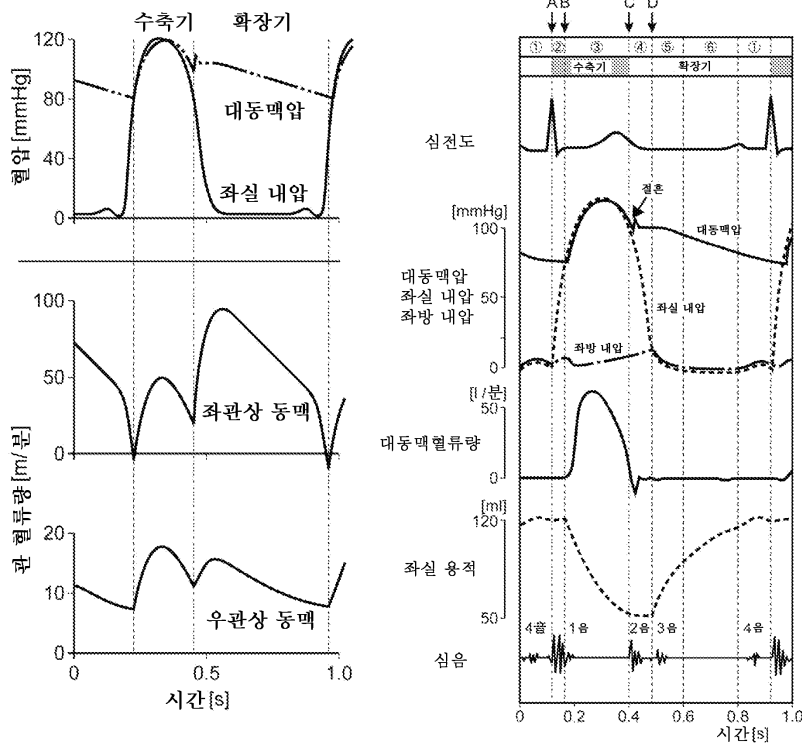 수축기 확장기
혈압 [mmHg]
120
80
40
0
대동맥압
좌실 내압
관 혈류량 [m/분]
100
50
0
좌관상 동맥
20
10
0
우관상 동맥
0 0.5 1.0
시간 [s]
A B C D
① ② ③ ④ ⑤ ⑥ ①
수축기 확장기
심전도
절흔
[mmHg]
대동맥압
100
50
0
대동맥압
좌실 내압
좌방 내압
좌실 내압
좌방 내압
[l/분]
50
대동맥혈류량
0
[ml]
120
좌실 용적
50
4음 1음 2음 3음 4음
심음
0 0.2 0.4 0.6 0.8 1.0
시간 [s]